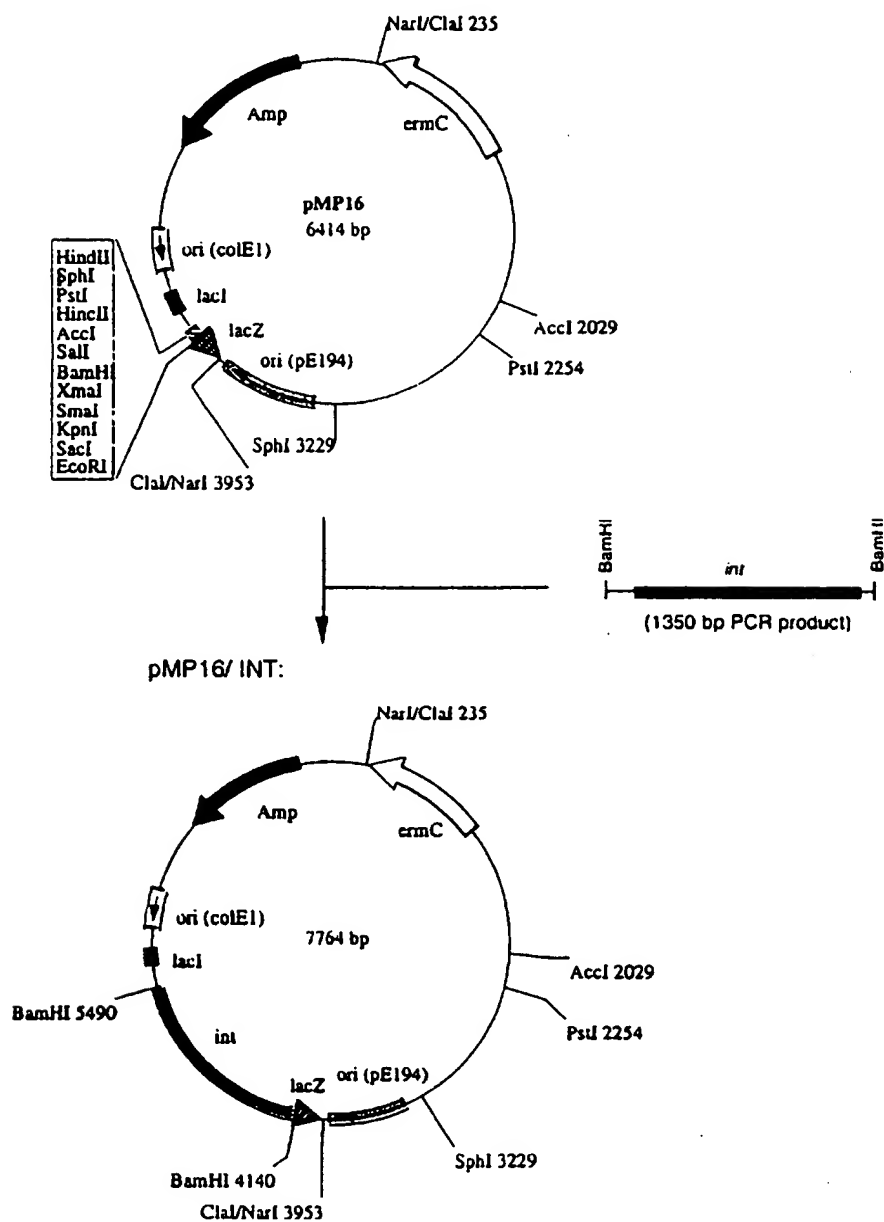 NarI/ClaI 235
Amp
ermC
pMP16
6414 bp
ori (colE1)
HindII
SphI
PstI
HincII
AccI
SalI
BamHI
XmaI
SmaI
KpnI
SacI
EcoRI
lacI
lacZ
AccI 2029
ori (pE194)
PstI 2254
SphI 3229
ClaI/NarI 3953
BamHI
int
BamHI
(1350 bp PCR product)
pMP16/ INT:
NarI/ClaI 235
Amp
ermC
ori (colE1)
7764 bp
lacI
AccI 2029
BamHI 5490
PstI 2254
int
lacZ
ori (pE194)
SphI 3229
BamHI 4140
ClaI/NarI 3953